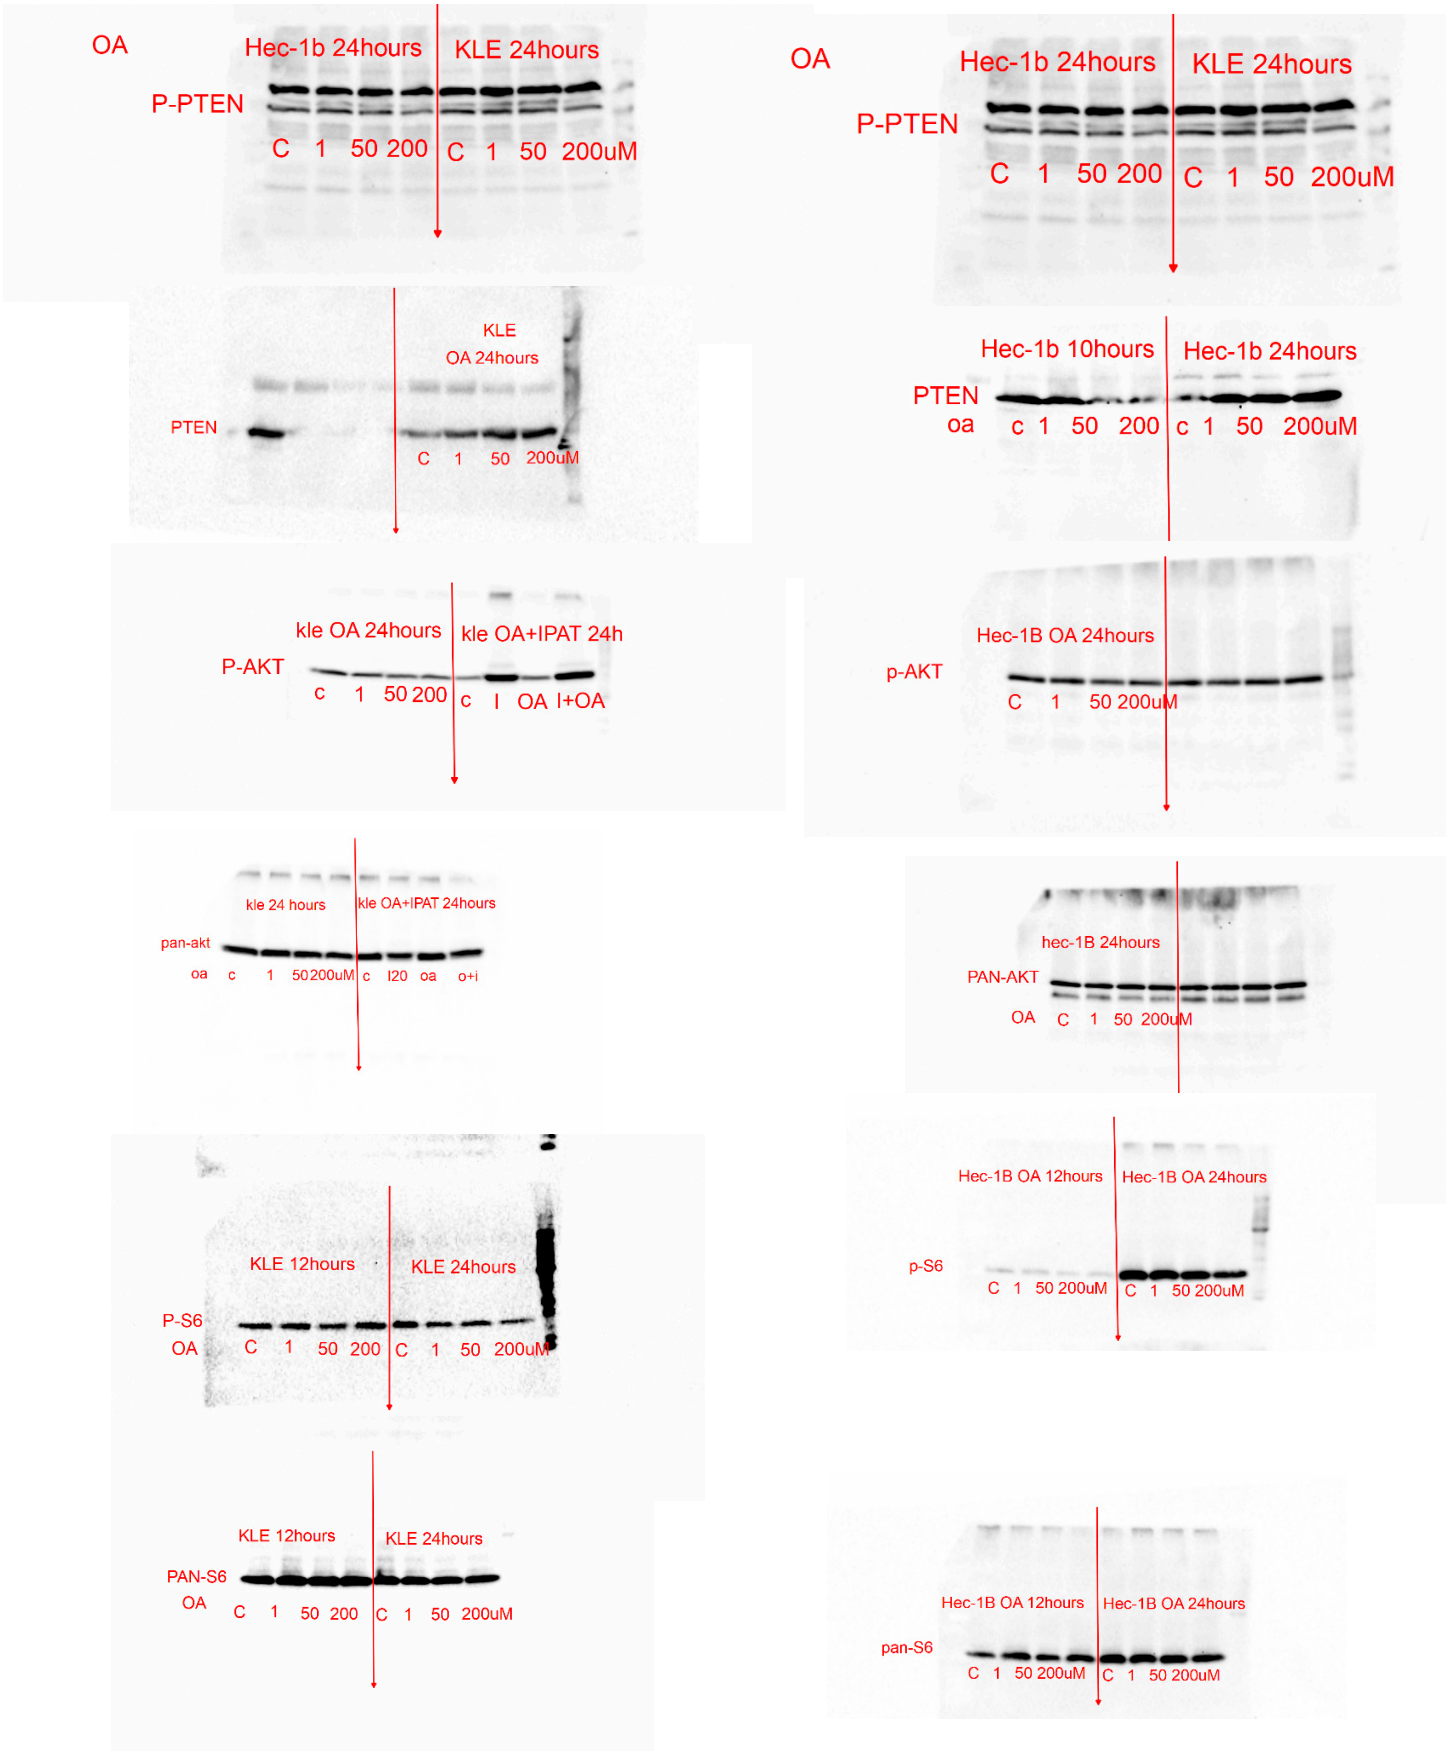 OA
Hec-1b 24hours KLE 24hours
P-PTEN
C 1 50 200 C 1 50 200uM
OA
Hec-1b 24hours KLE 24hours
P-PTEN
C 1 50 200 C 1 50 200uM
KLE
OA 24hours
PTEN
C 1 50 200uM
Hec-1b 10hours Hec-1b 24hours
PTEN
oa c 1 50 200 c 1 50 200uM
kle OA 24hours kle OA+IPAT 24h
P-AKT
c 1 50 200 c I OA I+OA
Hec-1B OA 24hours
p-AKT
C 1 50 200uM
kle 24 hours kle OA+IPAT 24hours
pan-akt
oa c 1 50 200uM c I20 oa o+i
hec-1B 24hours
PAN-AKT
OA C 1 50 200uM
KLE 12hours KLE 24hours
P-S6
OA C 1 50 200 C 1 50 200uM
Hec-1B OA 12hours Hec-1B OA 24hours
p-S6
C 1 50 200uM C 1 50 200uM
KLE 12hours KLE 24hours
PAN-S6
OA
C 1 50 200 C 1 50 200uM
Hec-1B OA 12hours Hec-1B OA 24hours
pan-S6
C 1 50 200uM C 1 50 200uM